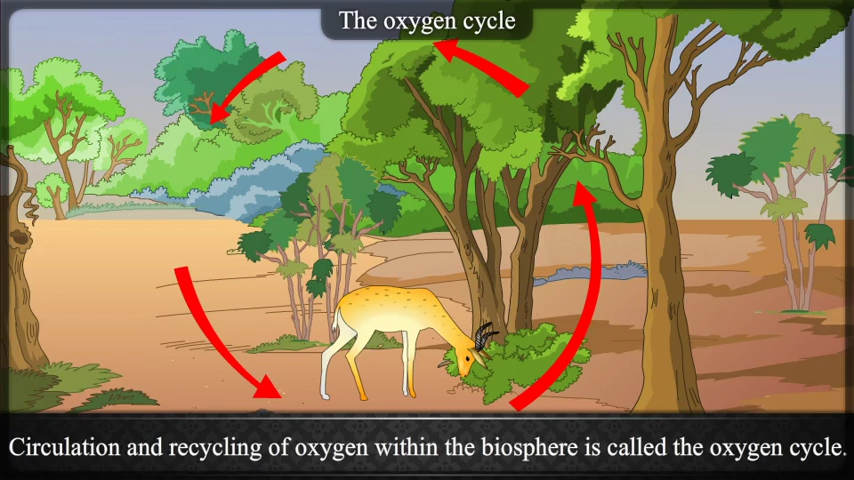 The oxygen cycle
Circulation and recycling of oxygen within the biosphere is called the oxygen cycle.